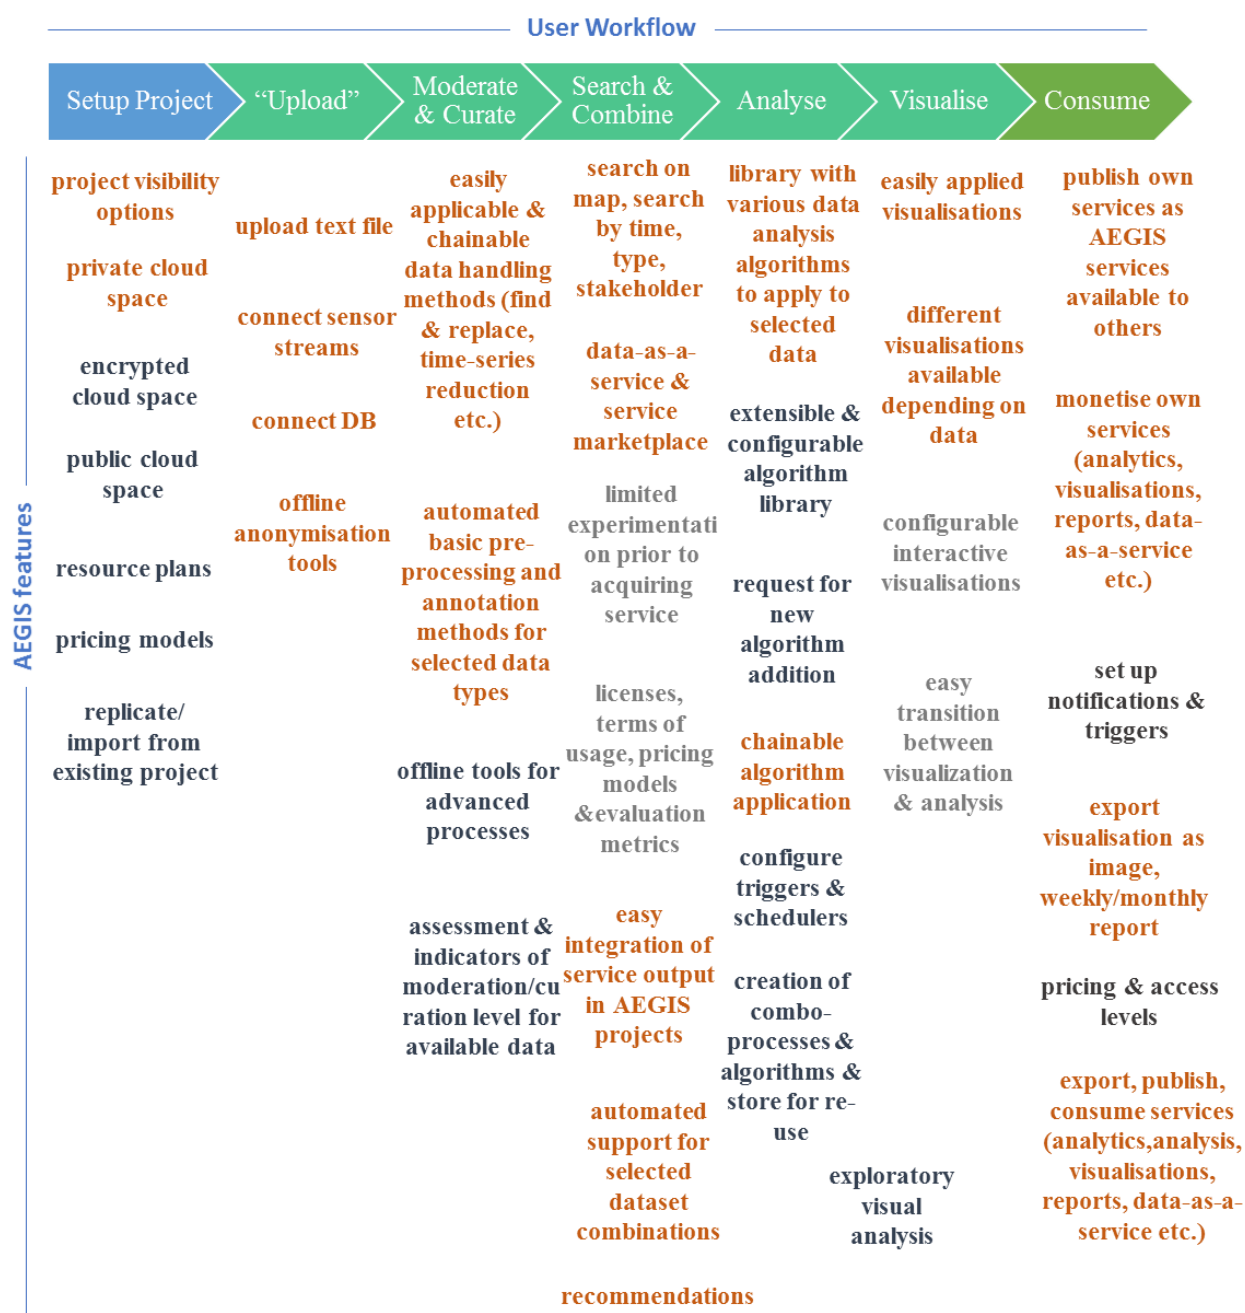 User Workflow
Setup Project
“Upload”
Moderate
& Curate
Search &
Combine
Analyse
Visualise
Consume
AEGIS features
project visibility
options
private cloud
space
encrypted
cloud space
public cloud
space
resource plans
pricing models
replicate/
import from
existing project
upload text file
connect sensor
streams
connect DB
offline
anonymisation
tools
easily
applicable &
chainable
data handling
methods (find
& replace,
time-series
reduction
etc.)
automated
basic pre-
processing and
annotation
methods for
selected data
types
offline tools for
advanced
processes
assessment &
indicators of
moderation/cu
ration level for
available data
search on
map, search
by time,
type,
stakeholder
data-as-a-
service &
service
marketplace
limited
experimentati
on prior to
acquiring
service
licenses,
terms of
usage, pricing
models
&evaluation
metrics
easy
integration of
service output
in AEGIS
projects
automated
support for
selected
dataset
combinations
recommendations
library with
various data
analysis
algorithms
to apply to
selected
data
extensible &
configurable
algorithm
library
request for
new
algorithm
addition
chainable
algorithm
application
configure
triggers &
schedulers
creation of
combo-
processes &
algorithms &
store for re-
use
exploratory
visual
analysis
easily applied
visualisations
different
visualisations
available
depending on
data
configurable
interactive
visualisations
easy
transition
between
visualization
& analysis
publish own
services as
AEGIS
services
available to
others
monetise own
services
(analytics,
visualisations,
reports, data-
as-a-service
etc.)
set up
notifications &
triggers
export
visualisation as
image,
weekly/monthly
report
pricing & access
levels
export, publish,
consume services
(analytics,analysis,
visualisations,
reports, data-as-a-
service etc.)